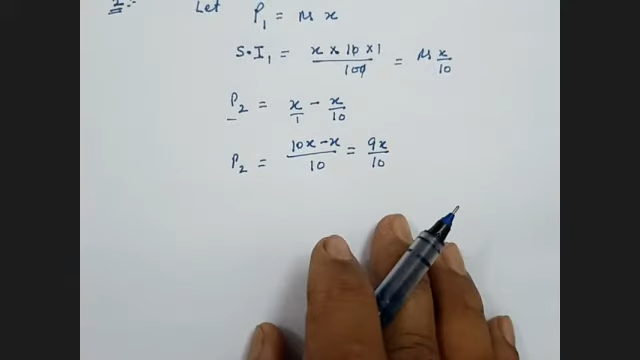 I:- Let P₁ = Rs x
S.I₁ = x × 10 × 1 / 100 = Rs x/10
P₂ = x/1 - x/10
P₂ = 10x - x / 10 = 9x/10